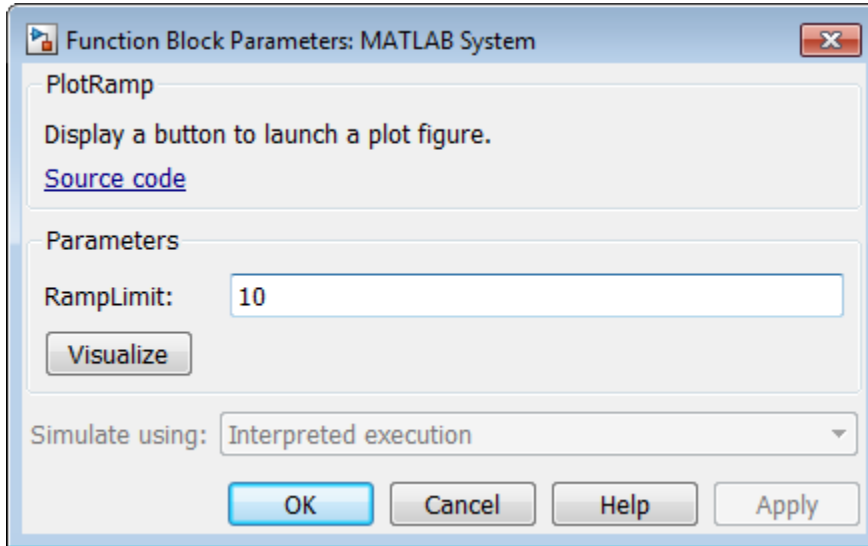 Function Block Parameters: MATLAB System
PlotRamp
Display a button to launch a plot figure.
Source code
Parameters
RampLimit: 10
Visualize
Simulate using: Interpreted execution
OK Cancel Help Apply